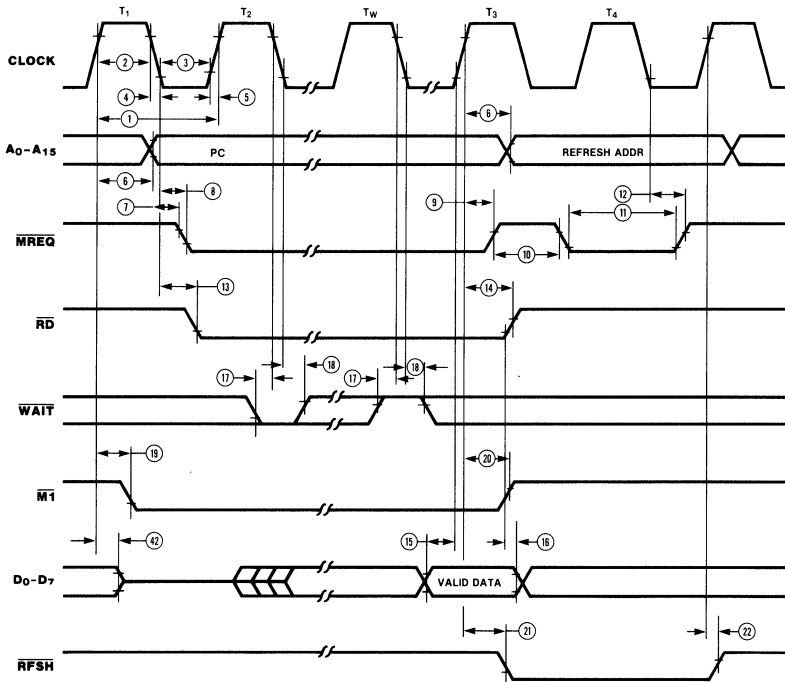 T1 T2 TW T3 T4
CLOCK
2 3
4 5
1 6
A0–A15 PC REFRESH ADDR
6 8 12
7 9 11
MREQ
10
13 14
RD
17 18 17 18
WAIT
19 20
M1
42 15 16
D0–D7 VALID DATA
21 22
RFSH